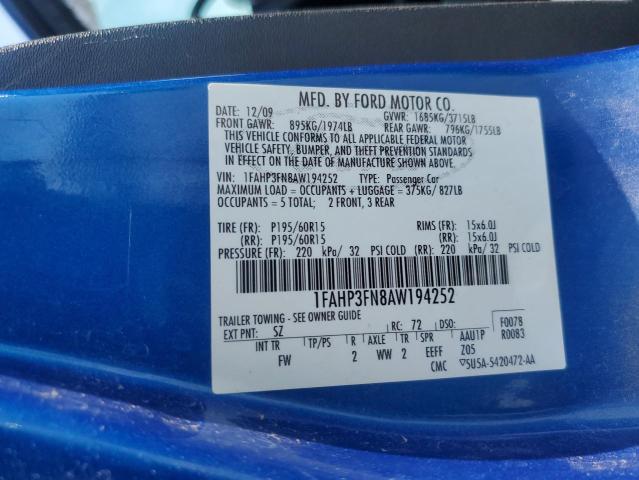 MFD. BY FORD MOTOR CO.
DATE: 12/09 GVWR: 1685KG/3715LB
FRONT GAWR: 895KG/1974LB REAR GAWR: 796KG/1755LB
THIS VEHICLE CONFORMS TO ALL APPLICABLE FEDERAL MOTOR
VEHICLE SAFETY, BUMPER, AND THEFT PREVENTION STANDARDS
IN EFFECT ON THE DATE OF MANUFACTURE SHOWN ABOVE.
VIN: 1FAHP3FN8AW194252 TYPE: Passenger Car
MAXIMUM LOAD = OCCUPANTS + LUGGAGE = 375KG/ 827LB
OCCUPANTS = 5 TOTAL; 2 FRONT, 3 REAR
TIRE (FR): P195/60R15 RIMS (FR): 15x6.0J
(RR): P195/60R15 (RR): 15x6.0J
PRESSURE (FR): 220 kPa/ 32 PSI COLD (RR): 220 kPa/ 32 PSI COLD
1FAHP3FN8AW194252
TRAILER TOWING - SEE OWNER GUIDE
EXT PNT: SZ RC: 72 DSO: F0078
INT TR TP/PS R AXLE TR SPR AAU1P R0083
FW 2 WW 2 EEFF Z05
CMC ▽5U5A-5420472-AA